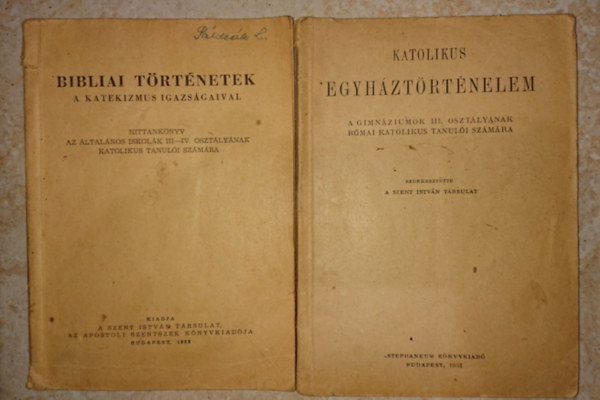 BIBLIAI TÖRTÉNETEK
A KATEKIZMUS IGAZSÁGAIVAL
HITTANKÖNYV
AZ ÁLTALÁNOS ISKOLÁK III—IV. OSZTÁLYÁNAK
KATOLIKUS TANULÓI SZÁMÁRA
KIADJA
A SZENT ISTVÁN TÁRSULAT,
AZ APOSTOLI SZENTSZÉK KÖNYVKIADÓJA
BUDAPEST
KATOLIKUS
EGYHÁZTÖRTÉNELEM
A GIMNÁZIUMOK III. OSZTÁLYÁNAK
RÓMAI KATOLIKUS TANULÓI SZÁMÁRA
SZERKESZTETTE
A SZENT ISTVÁN TÁRSULAT
STEPHANEUM KÖNYVKIADÓ
BUDAPEST, 1952